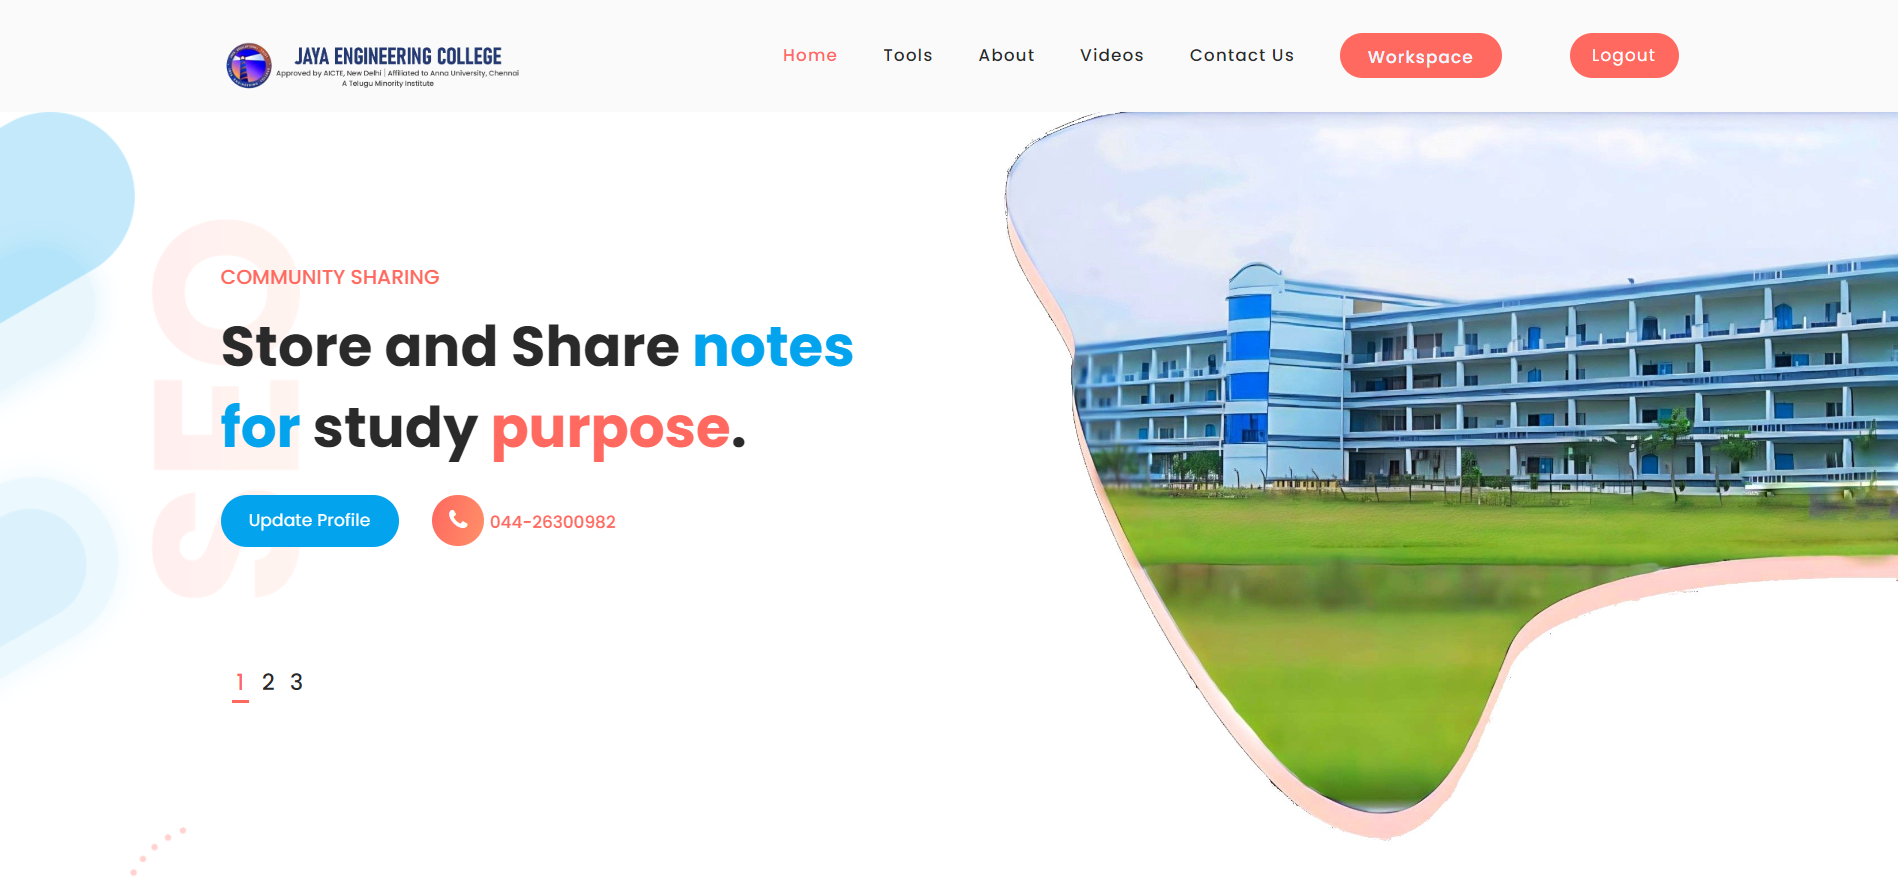 JAYA ENGINEERING COLLEGE
Approved by AICTE, New Delhi | Affiliated to Anna University, Chennai
A Telugu Minority Institute
Home Tools About Videos Contact Us Workspace Logout
SEO
COMMUNITY SHARING
Store and Share notes
for study purpose.
Update Profile 044-26300982
1 2 3